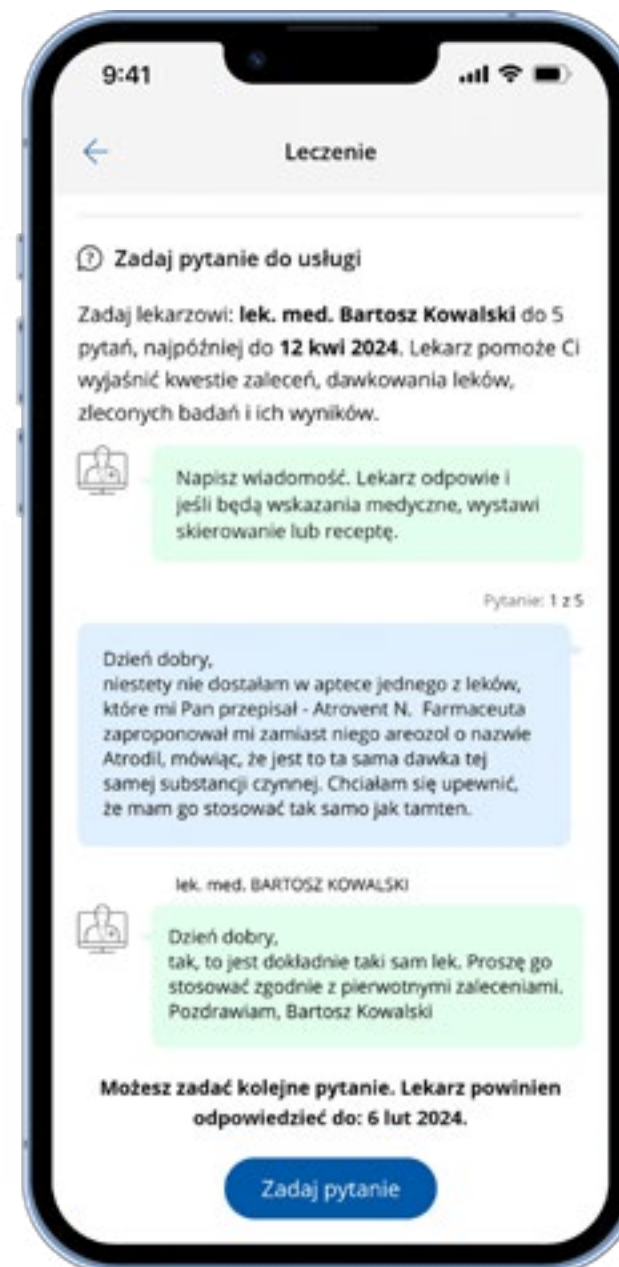 9:41
Leczenie
Zadaj pytanie do usługi
Zadaj lekarzowi: lek. med. Bartosz Kowalski do 5
pytań, najpóźniej do 12 kwi 2024. Lekarz pomoże Ci
wyjaśnić kwestie zaleceń, dawkowania leków,
zleconych badań i ich wyników.
Napisz wiadomość. Lekarz odpowie i
jeśli będą wskazania medyczne, wystawi
skierowanie lub receptę.
Pytanie: 1 z 5
Dzień dobry,
niestety nie dostałam w aptece jednego z leków,
które mi Pan przepisał - Atrovent N. Farmaceuta
zaproponował mi zamiast niego areozol o nazwie
Atrodil, mówiąc, że jest to ta sama dawka tej
samej substancji czynnej. Chciałam się upewnić,
że mam go stosować tak samo jak tamten.
lek. med. BARTOSZ KOWALSKI
Dzień dobry,
tak, to jest dokładnie taki sam lek. Proszę go
stosować zgodnie z pierwotnymi zaleceniami.
Pozdrawiam, Bartosz Kowalski
Możesz zadać kolejne pytanie. Lekarz powinien
odpowiedzieć do: 6 lut 2024.
Zadaj pytanie